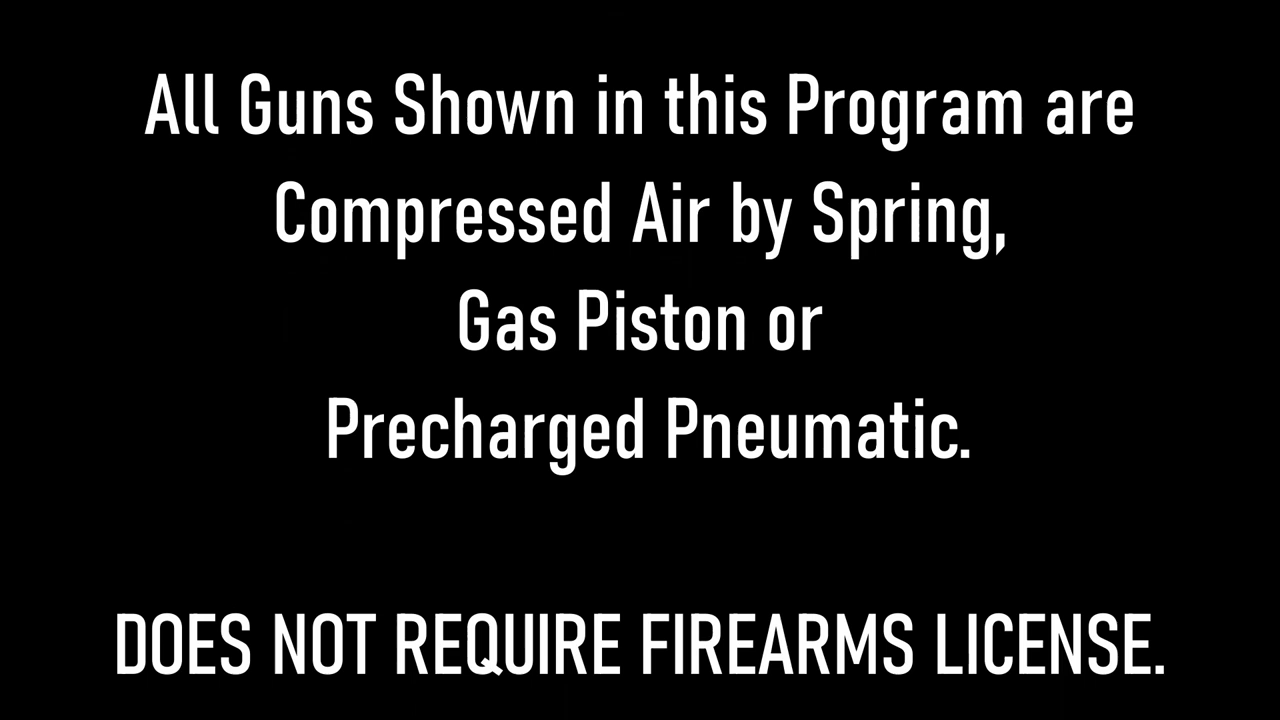 All Guns Shown in this Program are
Compressed Air by Spring,
Gas Piston or
Precharged Pneumatic.
DOES NOT REQUIRE FIREARMS LICENSE.